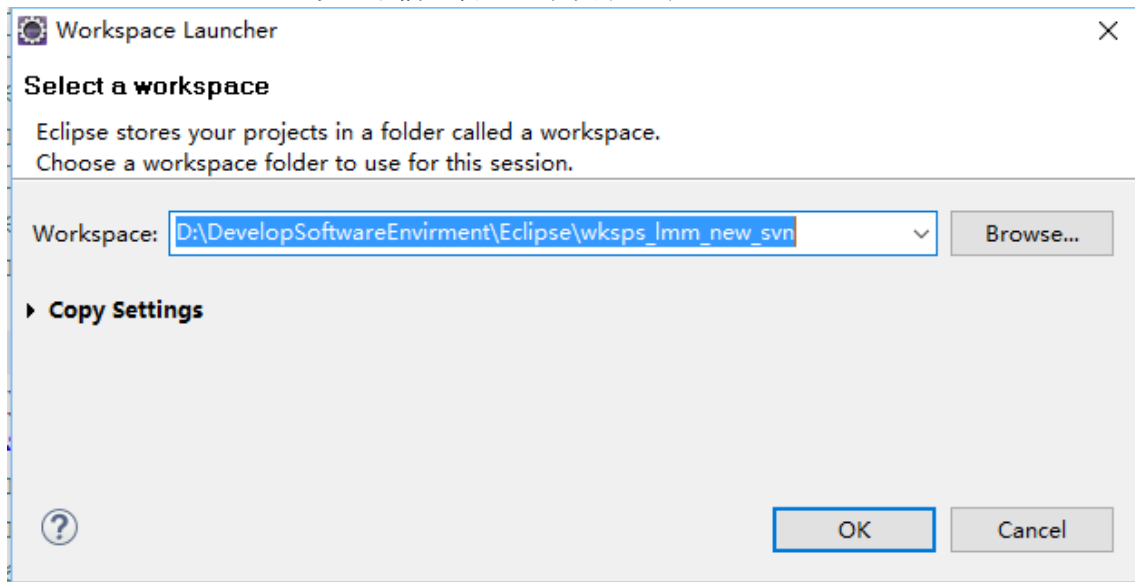 Workspace Launcher
Select a workspace
Eclipse stores your projects in a folder called a workspace.
Choose a workspace folder to use for this session.
Workspace: D:\DevelopSoftwareEnvirment\Eclipse\wksps_lmm_new_svn Browse...
Copy Settings
OK Cancel